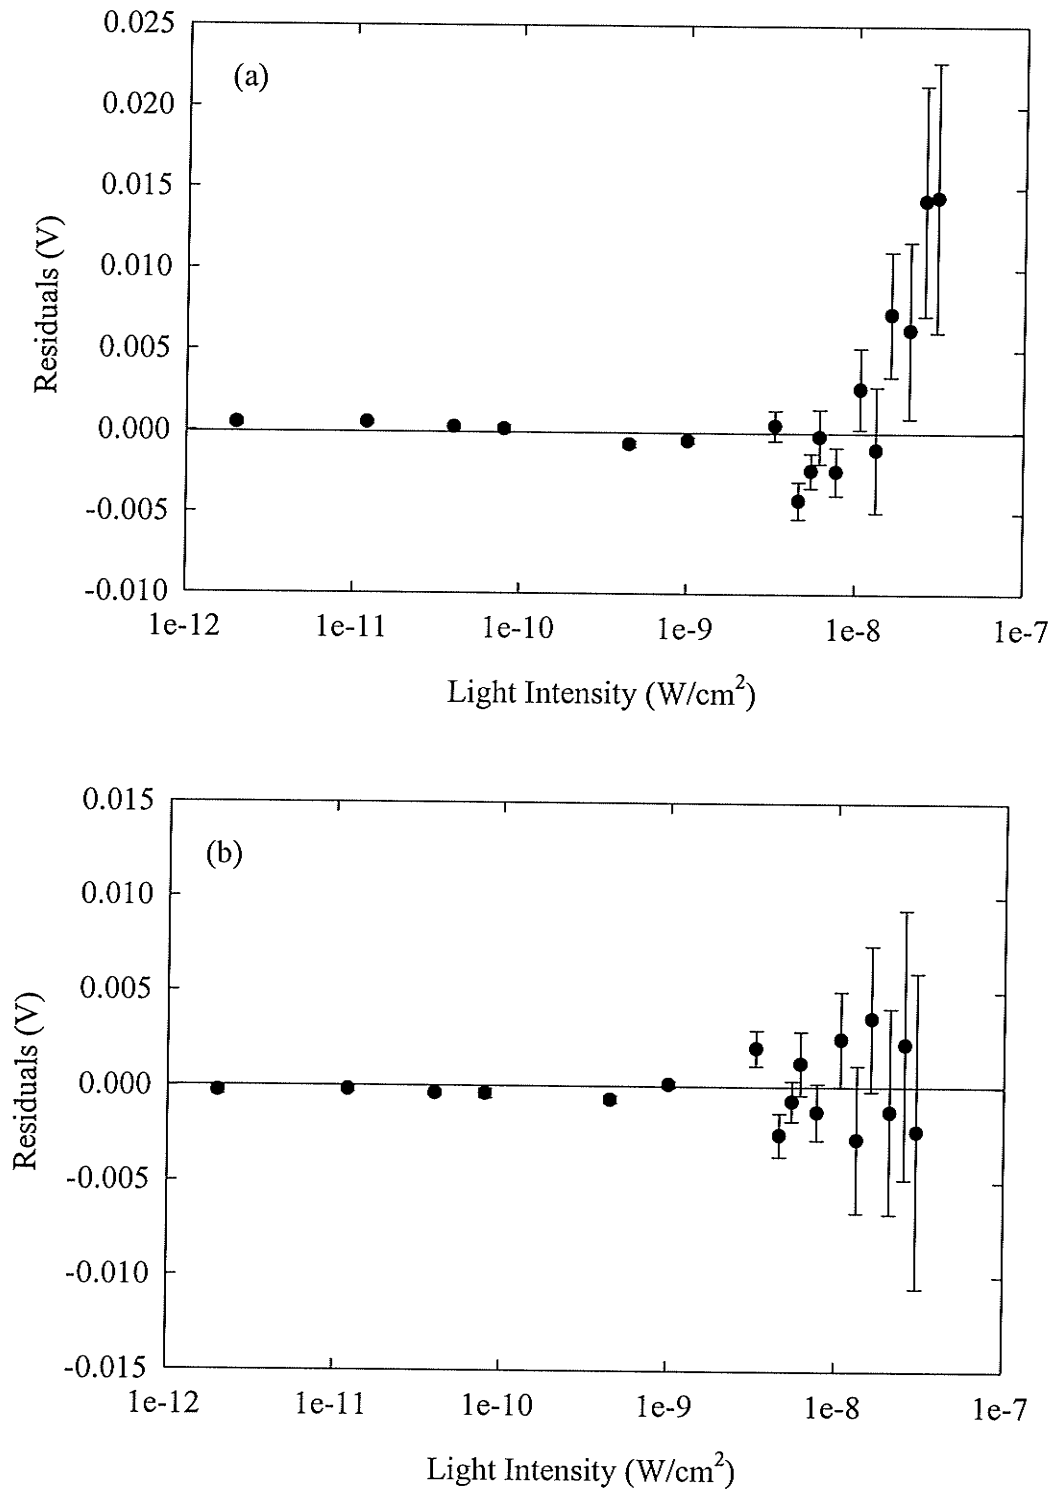 (a)
Residuals (V)
0.025
0.020
0.015
0.010
0.005
0.000
-0.005
-0.010
1e-12 1e-11 1e-10 1e-9 1e-8 1e-7
Light Intensity (W/cm²)
(b)
Residuals (V)
0.015
0.010
0.005
0.000
-0.005
-0.010
-0.015
1e-12 1e-11 1e-10 1e-9 1e-8 1e-7
Light Intensity (W/cm²)